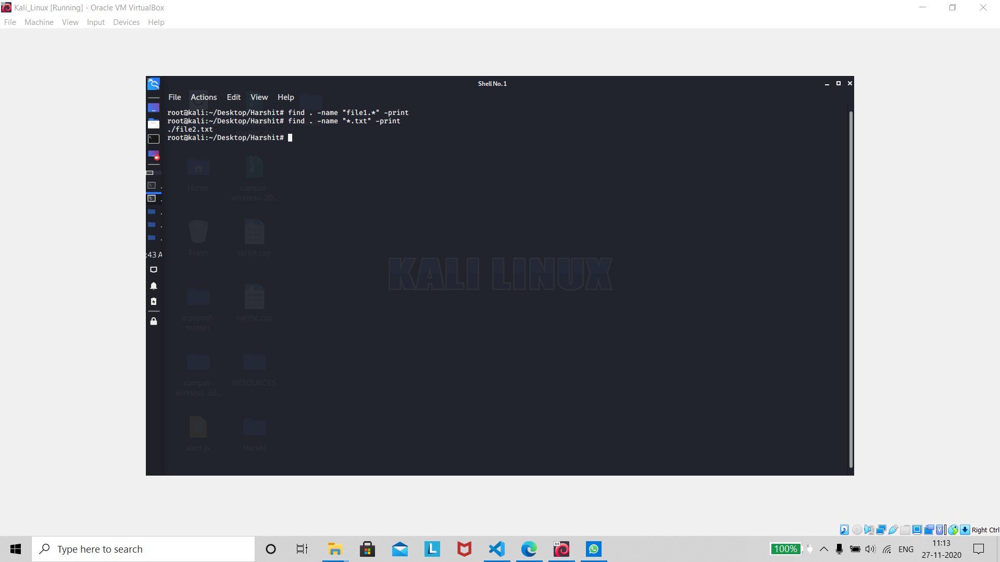 Kali_Linux [Running] - Oracle VM VirtualBox
File Machine View Input Devices Help
Shell No.1
File Actions Edit View Help
root@kali:~/Desktop/Harshit# find . -name "file1.*" -print
root@kali:~/Desktop/Harshit# find . -name "*.txt" -print
./file2.txt
root@kali:~/Desktop/Harshit#
Home
compat-
wireless-20...
Trash
script.cap
:43 A
KALI LINUX
arpspoof-
master
swithc.cap
compat-
wireless-20...
RESOURCES
alert.js
Harshi
Right Ctrl
Type here to search
64
100%
ENG
11:13
27-11-2020